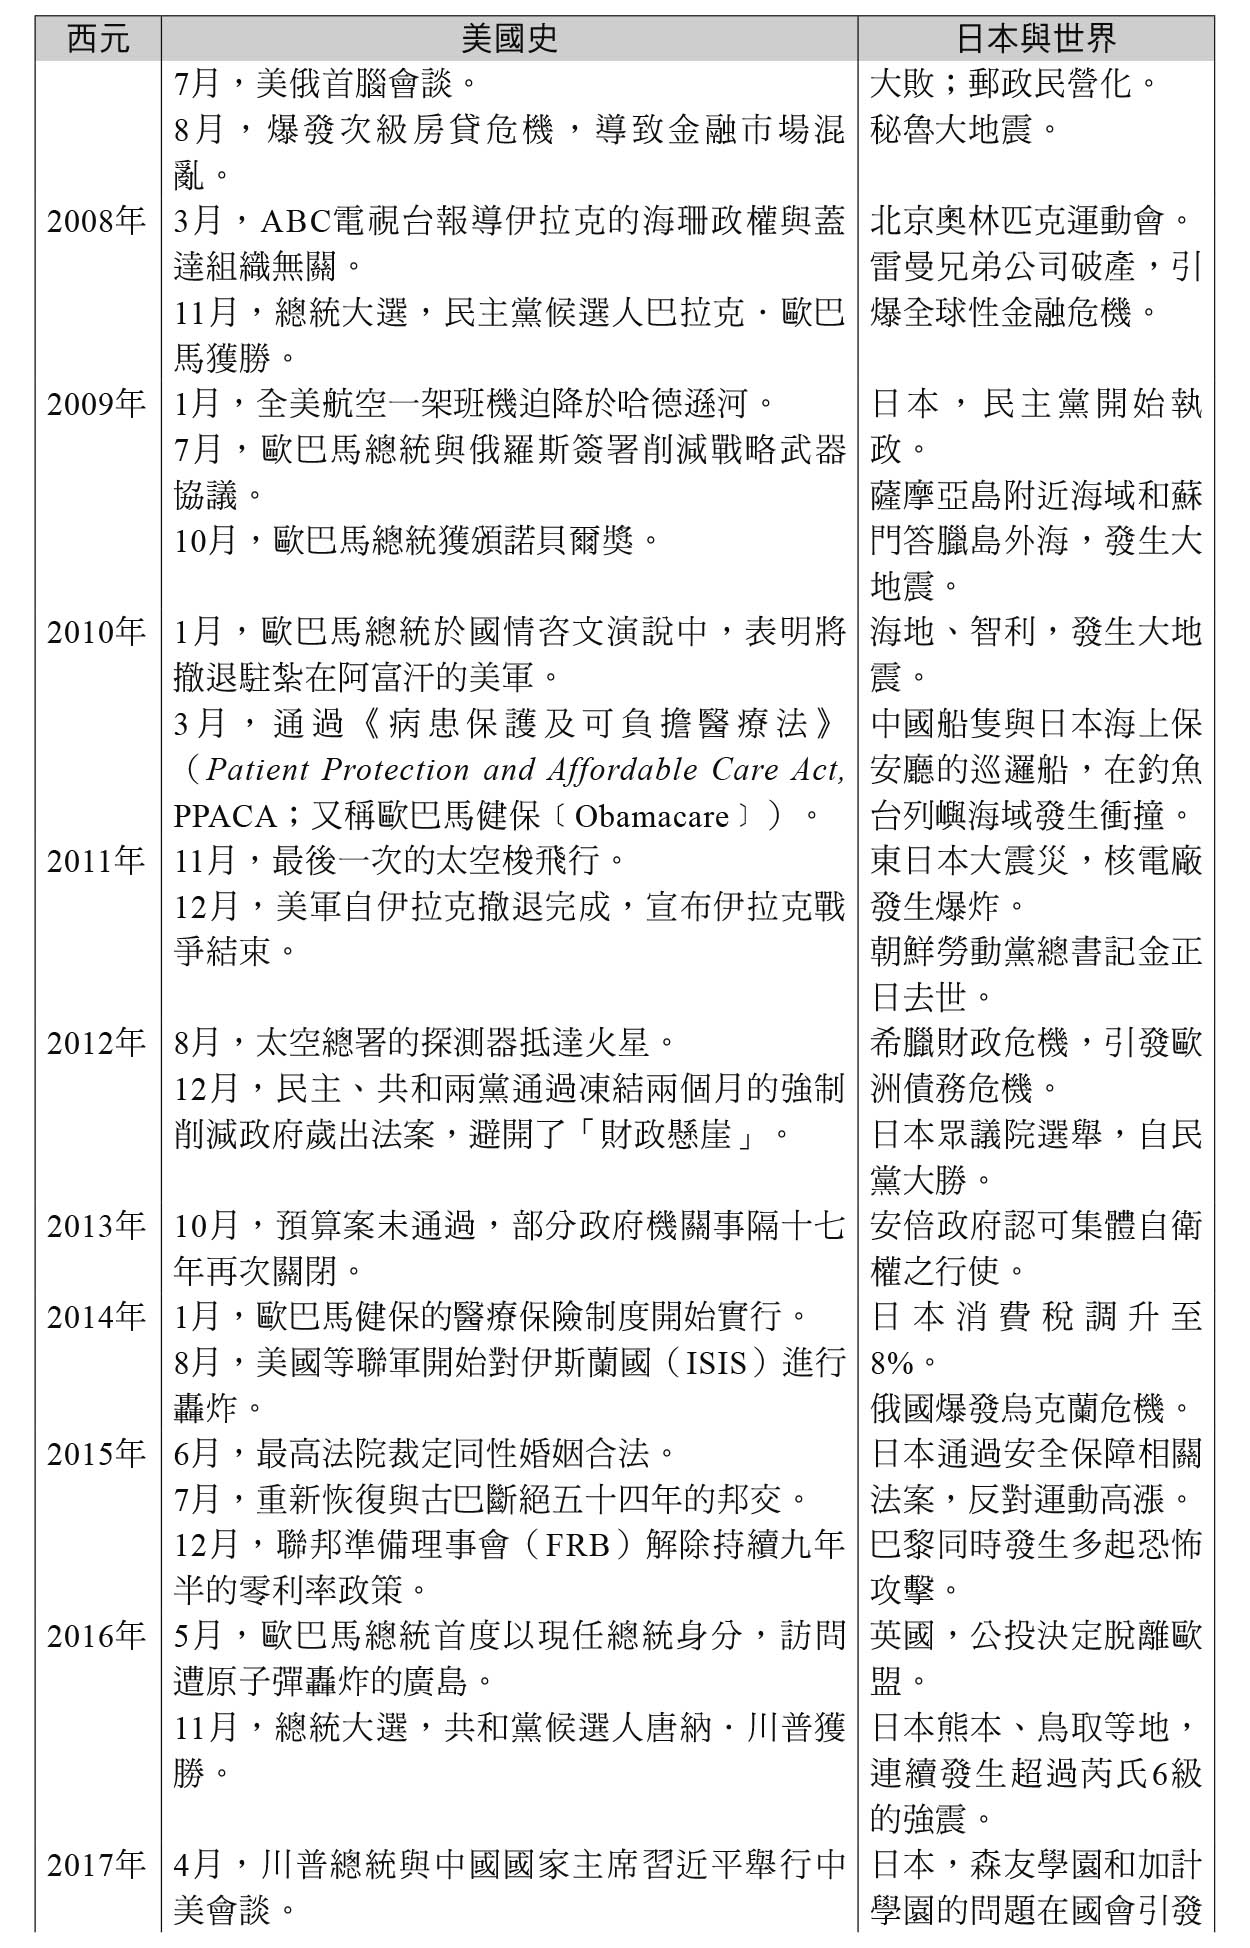 西元 美國史 日本與世界
7月，美俄首腦會談。
8月，爆發次級房貸危機，導致金融市場混
亂。
大敗；郵政民營化。
秘魯大地震。
2008年
3月，ABC電視台報導伊拉克的海珊政權與蓋
達組織無關。
11月，總統大選，民主黨候選人巴拉克．歐巴
馬獲勝。
北京奧林匹克運動會。
雷曼兄弟公司破產，引
爆全球性金融危機。
2009年
1月，全美航空一架班機迫降於哈德遜河。
7月，歐巴馬總統與俄羅斯簽署削減戰略武器
協議。
10月，歐巴馬總統獲頒諾貝爾獎。
日本，民主黨開始執
政。
薩摩亞島附近海域和蘇
門答臘島外海，發生大
地震。
2010年
1月，歐巴馬總統於國情咨文演說中，表明將
撤退駐紮在阿富汗的美軍。
3月，通過《病患保護及可負擔醫療法》
（Patient Protection and Affordable Care Act,
PPACA；又稱歐巴馬健保﹝Obamacare﹞）。
海地、智利，發生大地
震。
中國船隻與日本海上保
安廳的巡邏船，在釣魚
台列嶼海域發生衝撞。
2011年
11月，最後一次的太空梭飛行。
12月，美軍自伊拉克撤退完成，宣布伊拉克戰
爭結束。
東日本大震災，核電廠
發生爆炸。
朝鮮勞動黨總書記金正
日去世。
2012年
8月，太空總署的探測器抵達火星。
12月，民主、共和兩黨通過凍結兩個月的強制
削減政府歲出法案，避開了「財政懸崖」。
希臘財政危機，引發歐
洲債務危機。
日本眾議院選舉，自民
黨大勝。
2013年
10月，預算案未通過，部分政府機關事隔十七
年再次關閉。
安倍政府認可集體自衛
權之行使。
2014年
1月，歐巴馬健保的醫療保險制度開始實行。
8月，美國等聯軍開始對伊斯蘭國（ISIS）進行
轟炸。
日本消費稅調升至
8%。
俄國爆發烏克蘭危機。
2015年
6月，最高法院裁定同性婚姻合法。
7月，重新恢復與古巴斷絕五十四年的邦交。
12月，聯邦準備理事會（FRB）解除持續九年
半的零利率政策。
日本通過安全保障相關
法案，反對運動高漲。
巴黎同時發生多起恐怖
攻擊。
2016年
5月，歐巴馬總統首度以現任總統身分，訪問
遭原子彈轟炸的廣島。
11月，總統大選，共和黨候選人唐納．川普獲
勝。
英國，公投決定脫離歐
盟。
日本熊本、鳥取等地，
連續發生超過芮氏6級
的強震。
2017年
4月，川普總統與中國國家主席習近平舉行中
美會談。
日本，森友學園和加計
學園的問題在國會引發